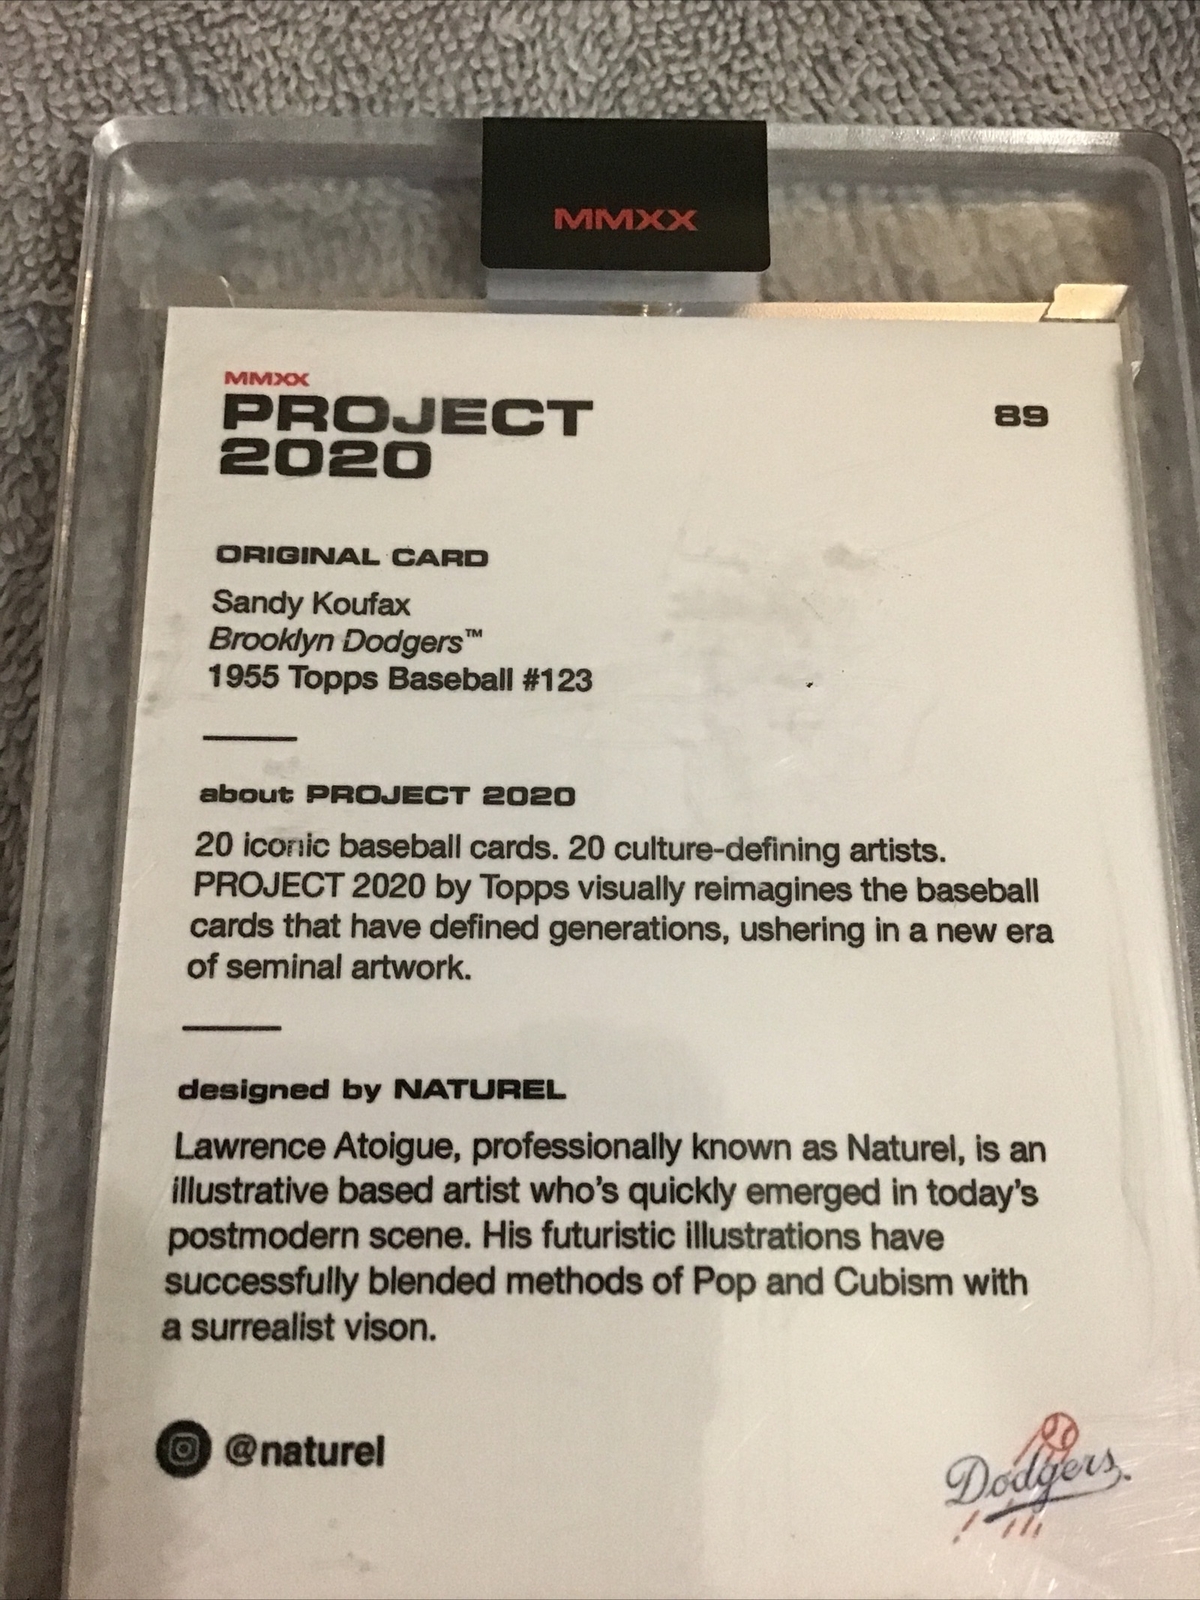 MMXX
MMXX
PROJECT
2020
89
ORIGINAL CARD
Sandy Koufax
Brooklyn Dodgers™
1955 Topps Baseball #123
about PROJECT 2020
20 iconic baseball cards. 20 culture-defining artists.
PROJECT 2020 by Topps visually reimagines the baseball
cards that have defined generations, ushering in a new era
of seminal artwork.
designed by NATUREL
Lawrence Atoigue, professionally known as Naturel, is an
illustrative based artist who's quickly emerged in today's
postmodern scene. His futuristic illustrations have
successfully blended methods of Pop and Cubism with
a surrealist vison.
@naturel
Dodgers